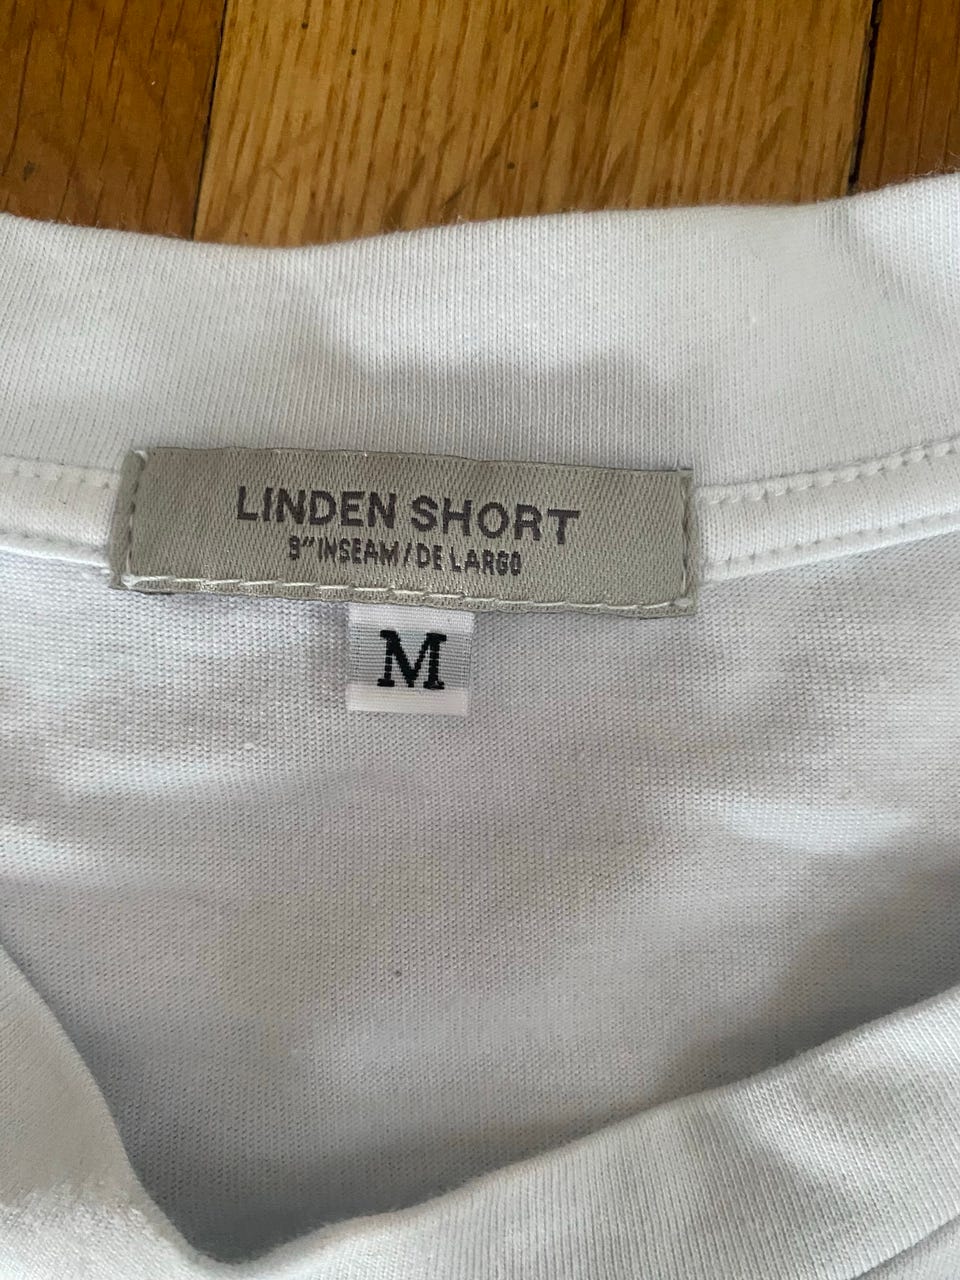 LINDEN SHORT
9" INSEAM/DE LARGO
M